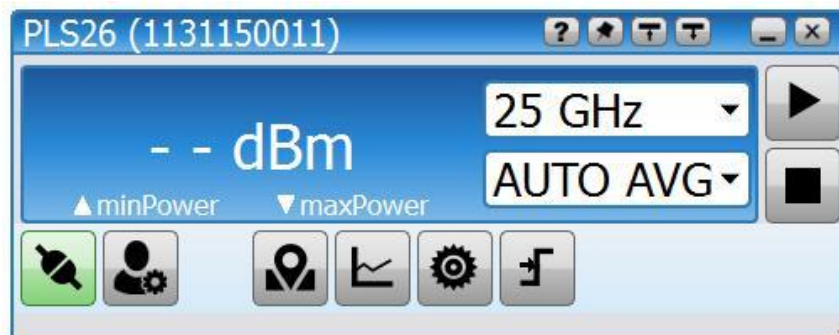 PLS26 (1131150011)
?
25 GHz
- - dBm
AUTO AVG
▲ minPower ▼ maxPower